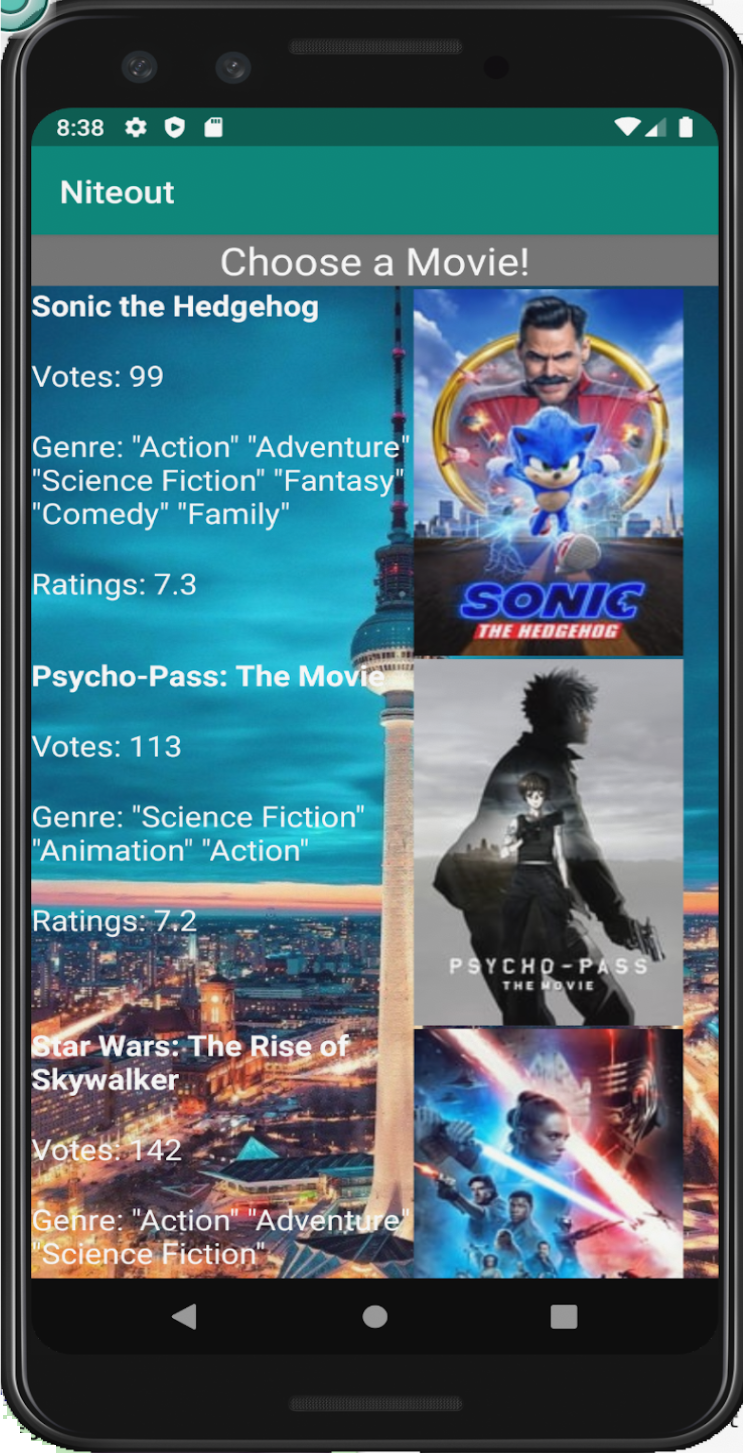 8:38
Niteout
Choose a Movie!
Sonic the Hedgehog
Votes: 99
Genre: "Action" "Adventure"
"Science Fiction" "Fantasy"
"Comedy" "Family"
Ratings: 7.3
SONIC
THE HEDGEHOG
Psycho-Pass: The Movie
Votes: 113
Genre: "Science Fiction"
"Animation" "Action"
Ratings: 7.2
PSYCHO-PASS
THE MOVIE
Star Wars: The Rise of
Skywalker
Votes: 142
Genre: "Action" "Adventure"
"Science Fiction"